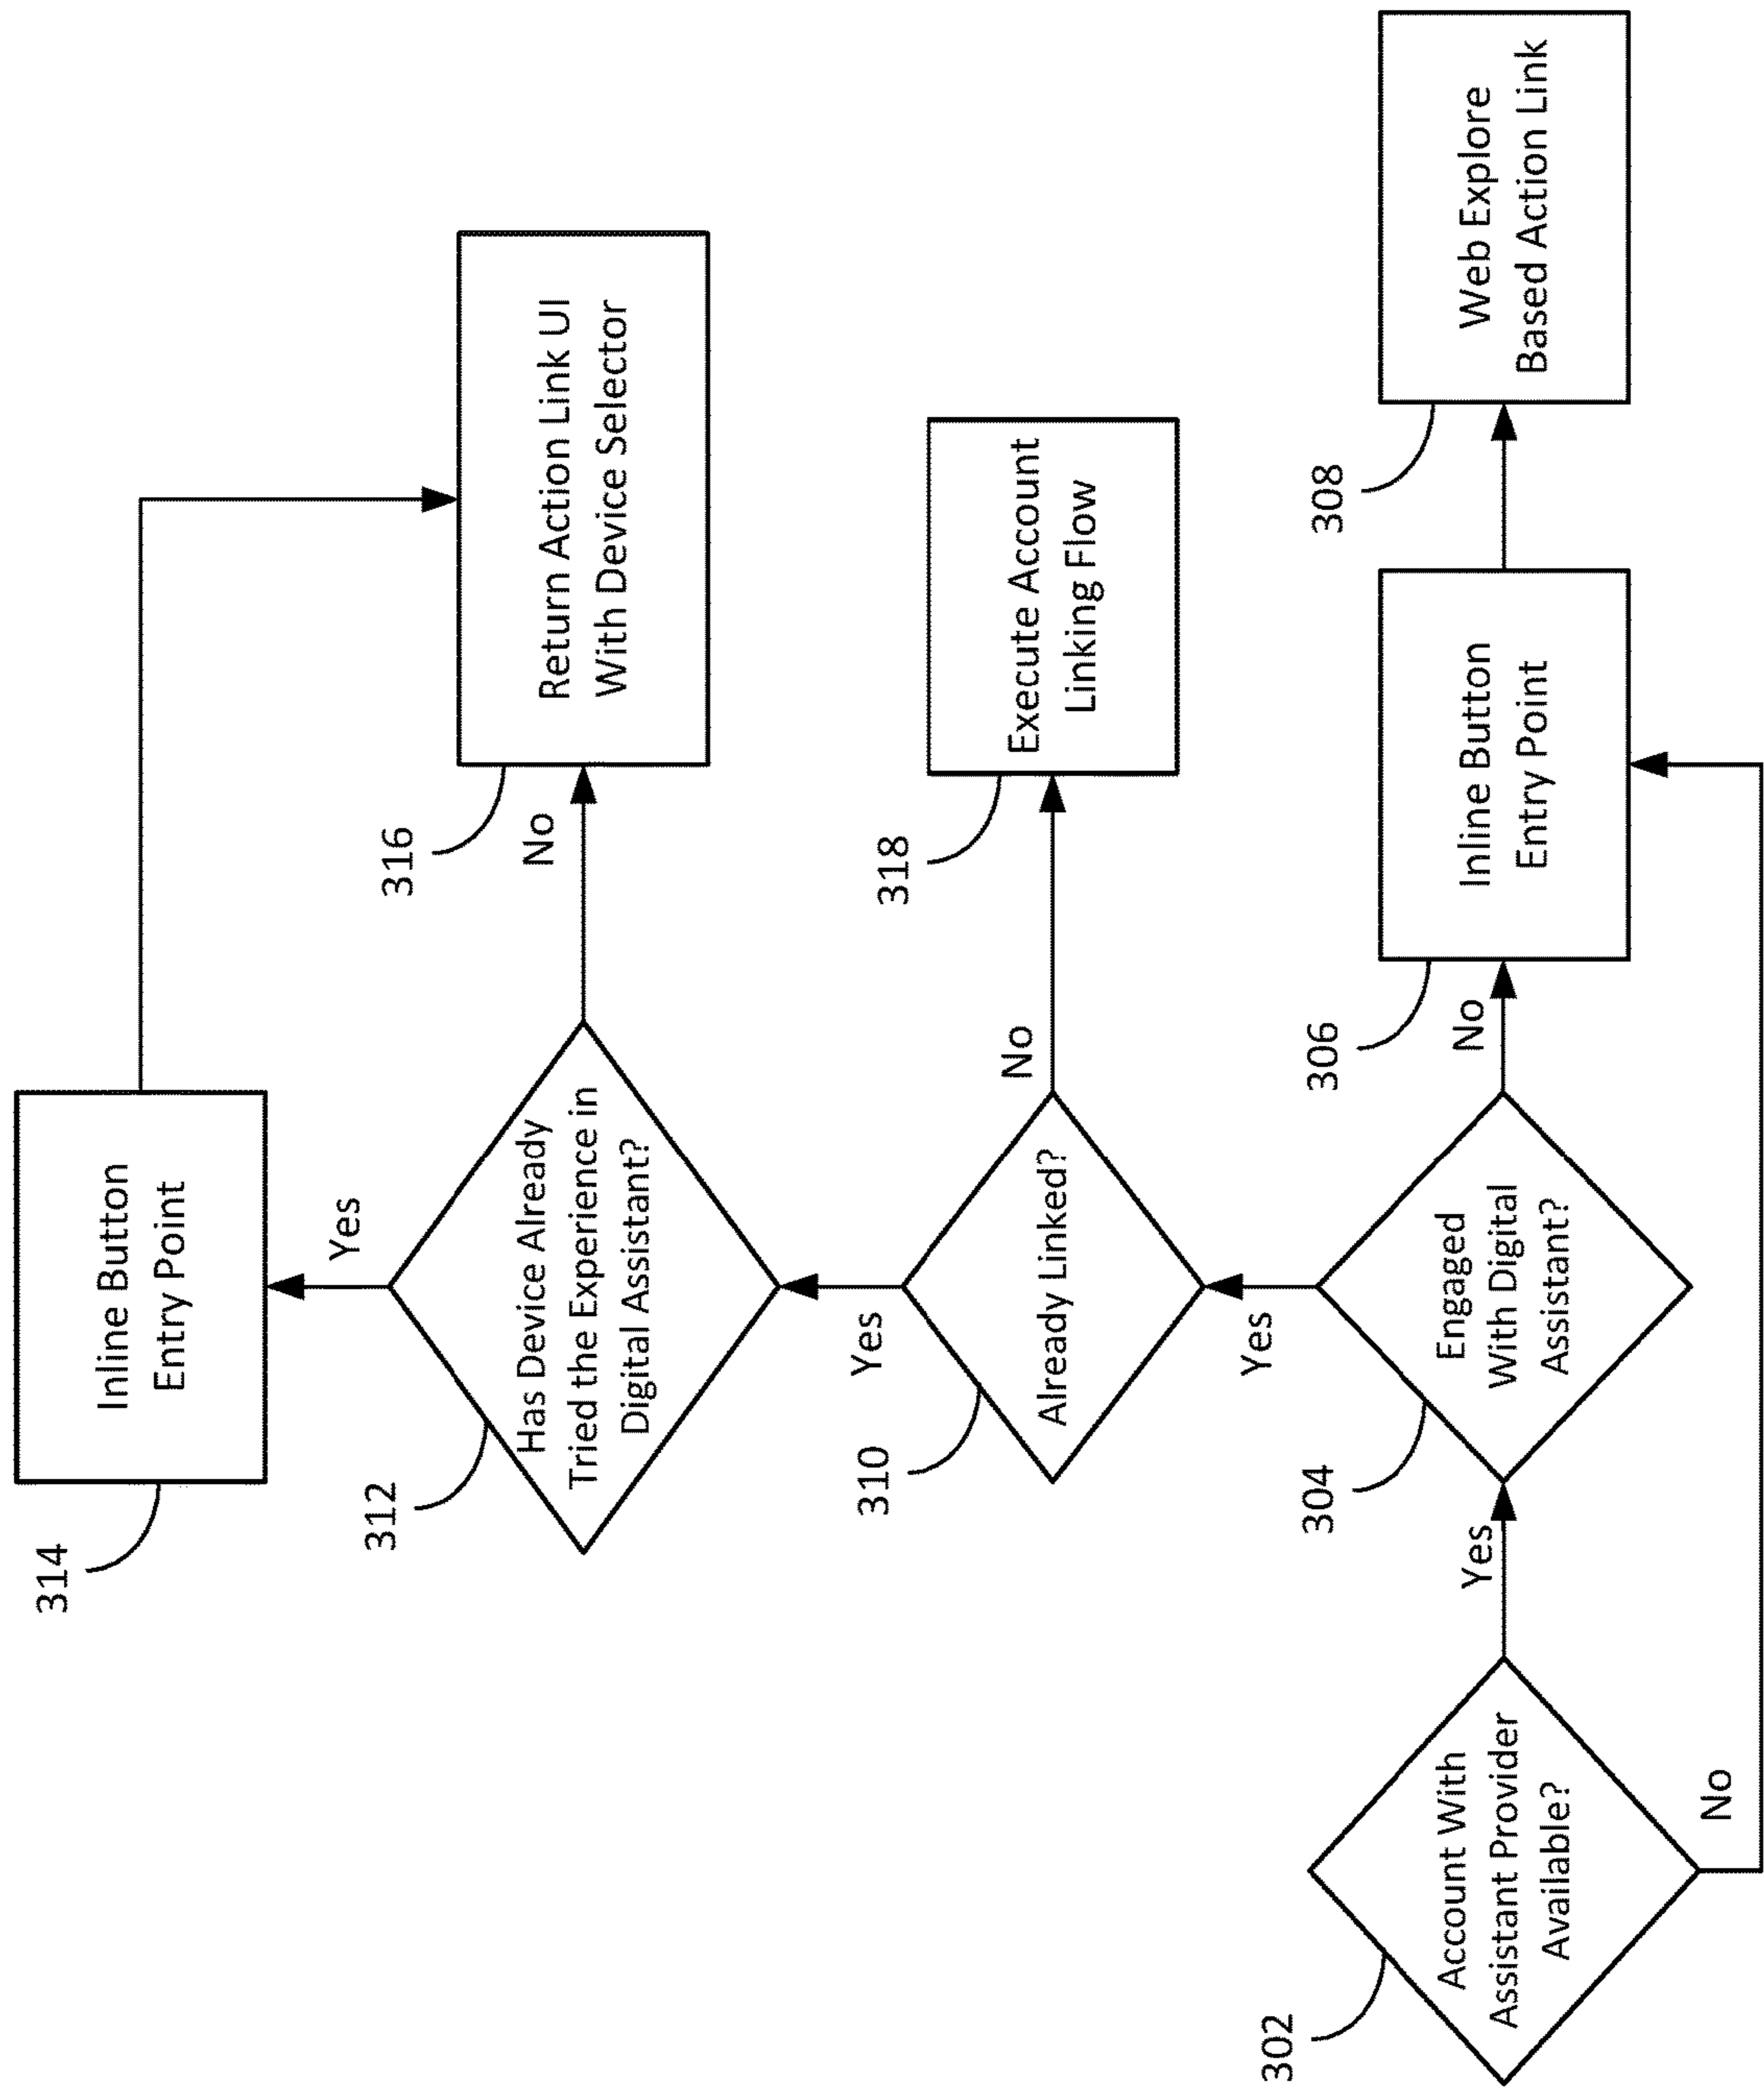 314
Inline Button
Entry Point
Yes
312
Has Device Already
Tried the Experience in
Digital Assistant?
No
316
Return Action Link UI
With Device Selector
Yes
310
Already Linked?
No
318
Execute Account
Linking Flow
Yes
302
Account With
Assistant Provider
Available?
Yes
No
304
Engaged
With Digital
Assistant?
No
306
Inline Button
Entry Point
308
Web Explore
Based Action Link